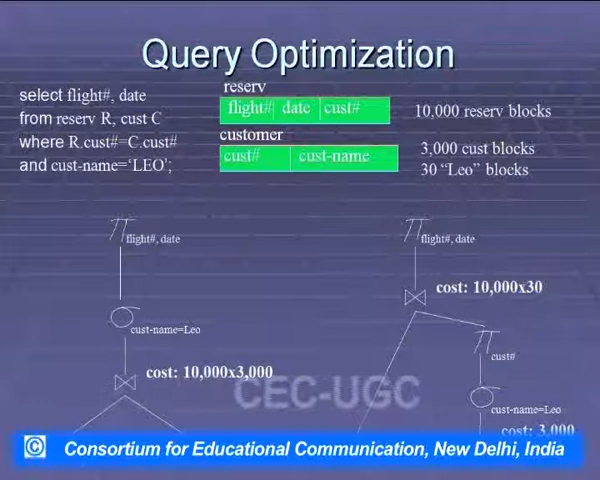 Query Optimization
select flight#, date
from reserv R, cust C
where R.cust#=C.cust#
and cust-name=‘LEO’;
reserv
flight# date cust#
10,000 reserv blocks
customer
cust# cust-name
3,000 cust blocks
30 “Leo” blocks
π flight#, date
π flight#, date
cost: 10,000x30
σ cust-name=Leo
π cust#
cost: 10,000x3,000
CEC-UGC
σ cust-name=Leo
cost: 3,000
© Consortium for Educational Communication, New Delhi, India